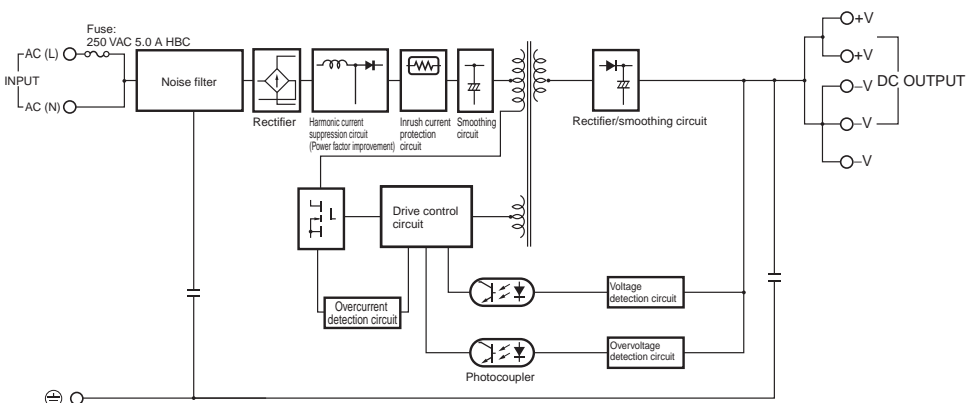 Fuse:
250 VAC 5.0 A HBC
AC (L)
INPUT
AC (N)
Noise filter
Rectifier
Harmonic current
suppression circuit
(Power factor improvement)
Inrush current
protection
circuit
Smoothing
circuit
Rectifier/smoothing circuit
+V
+V
–V
DC OUTPUT
–V
–V
Drive control
circuit
Overcurrent
detection circuit
Voltage
detection circuit
Overvoltage
detection circuit
Photocoupler